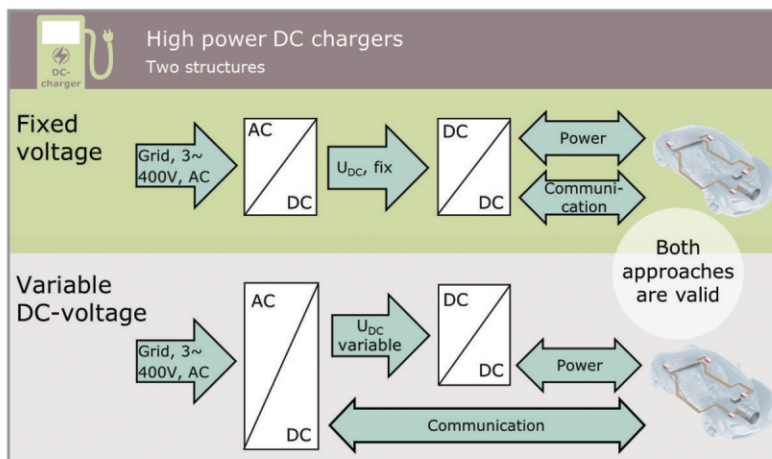 High power DC chargers
Two structures
DC-
charger
Fixed
voltage
Grid, 3~
400V, AC
AC
DC
U_DC, fix
DC
DC
Power
Communi-
cation
Both
approaches
are valid
Variable
DC-voltage
Grid, 3~
400V, AC
AC
DC
U_DC
variable
DC
DC
Power
Communication